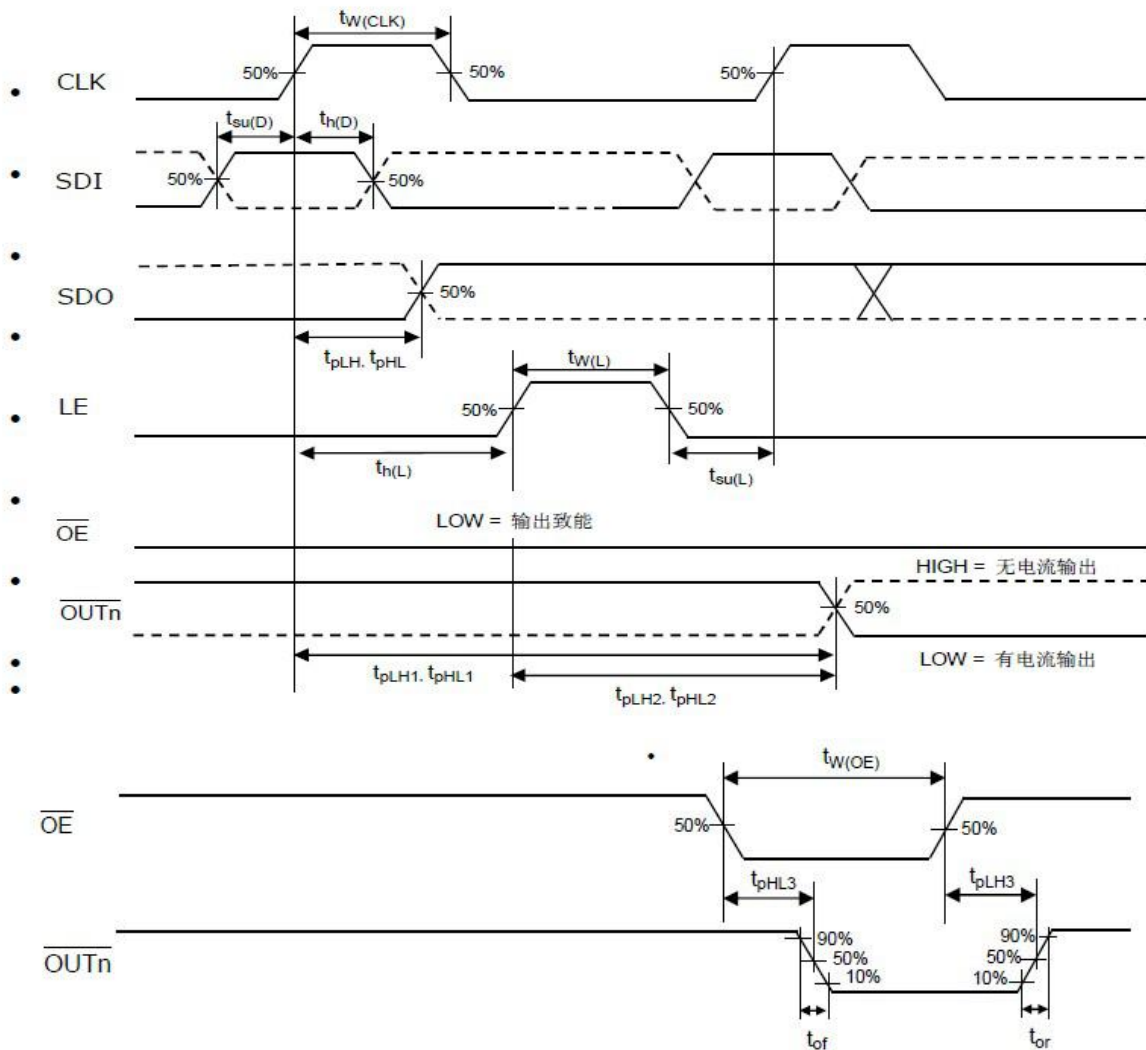 tW(CLK)
CLK
50%
50%
50%
tsu(D)
th(D)
SDI
50%
50%
SDO
50%
tpLH. tpHL
tW(L)
LE
50%
50%
th(L)
tsu(L)
LOW = 输出致能
OE
HIGH = 无电流输出
OUTn
50%
LOW = 有电流输出
tpLH1. tpHL1
tpLH2. tpHL2
tW(OE)
OE
50%
50%
tpHL3
tpLH3
OUTn
90%
50%
10%
90%
50%
10%
tof
tor